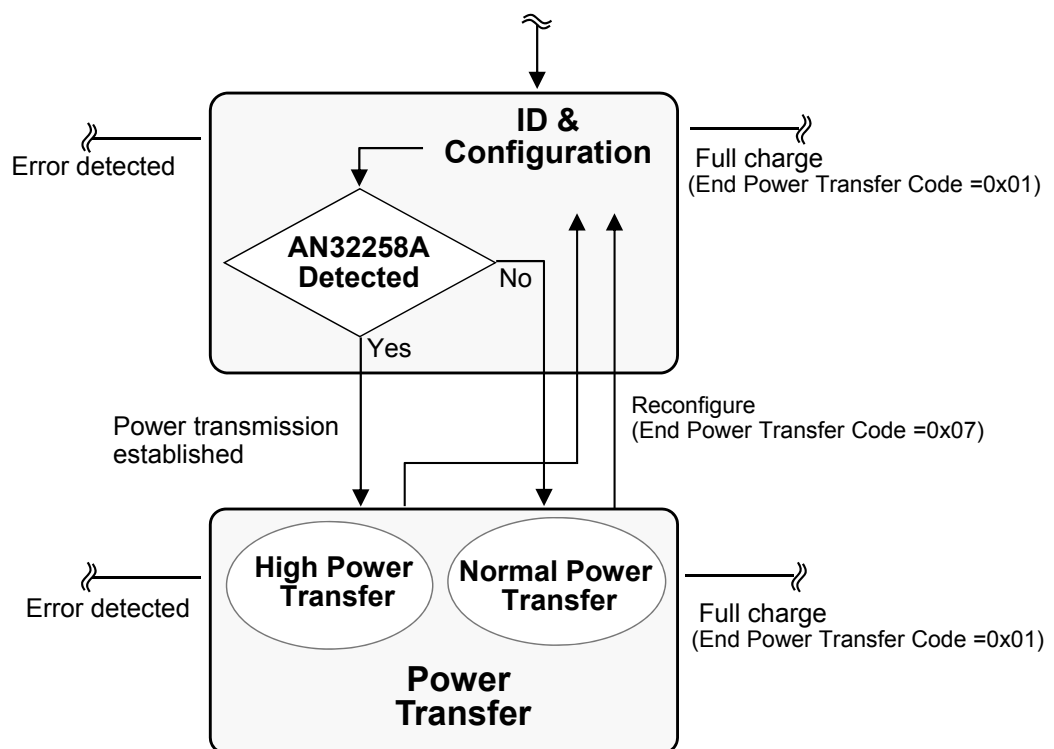 ID &
Configuration
Error detected
Full charge
(End Power Transfer Code =0x01)
AN32258A
Detected
No
Yes
Power transmission
established
Reconfigure
(End Power Transfer Code =0x07)
High Power
Transfer
Normal Power
Transfer
Error detected
Full charge
(End Power Transfer Code =0x01)
Power
Transfer